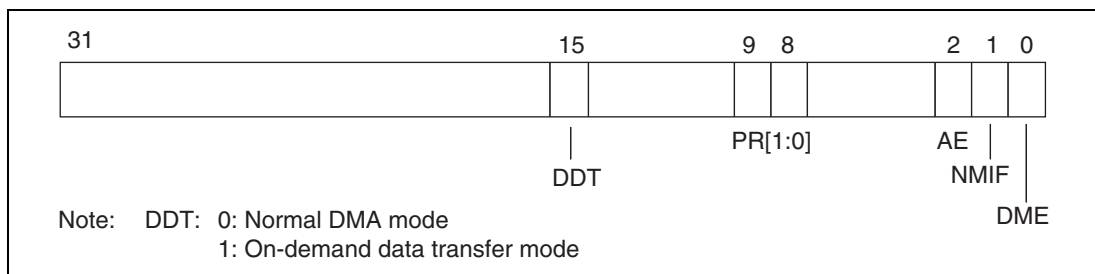 31 15 9 8 2 1 0
PR[1:0] AE
DDT NMIF
DME
Note: DDT: 0: Normal DMA mode
1: On-demand data transfer mode